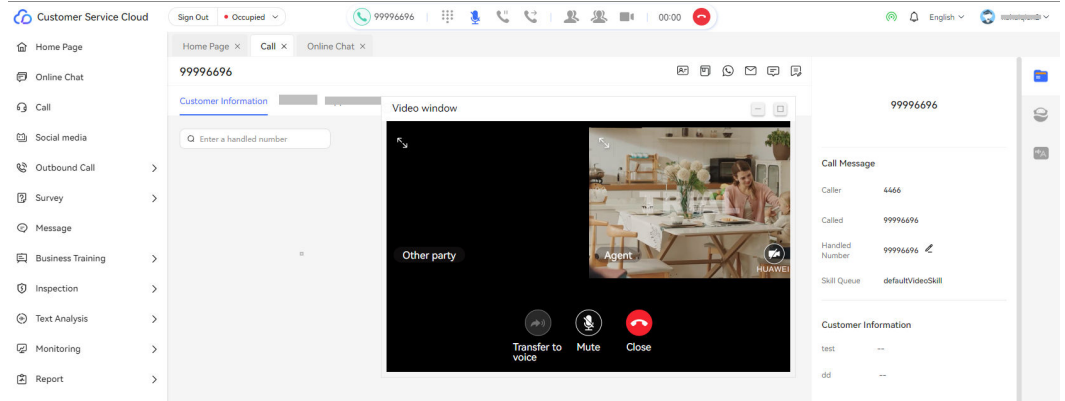 Customer Service Cloud
Sign Out
Occupied
99996696
00:00
English
Home Page
Online Chat
Call
Social media
Outbound Call
Survey
Message
Business Training
Inspection
Text Analysis
Monitoring
Report
Home Page × Call × Online Chat ×
99996696
Customer Information
Enter a handled number
Video window
Other party
Agent
TRIAL
HUAWEI
Transfer to
voice
Mute
Close
99996696
Call Message
Caller 4466
Called 99996696
Handled
Number 99996696
Skill Queue defaultVideoSkill
Customer Information
test --
dd --